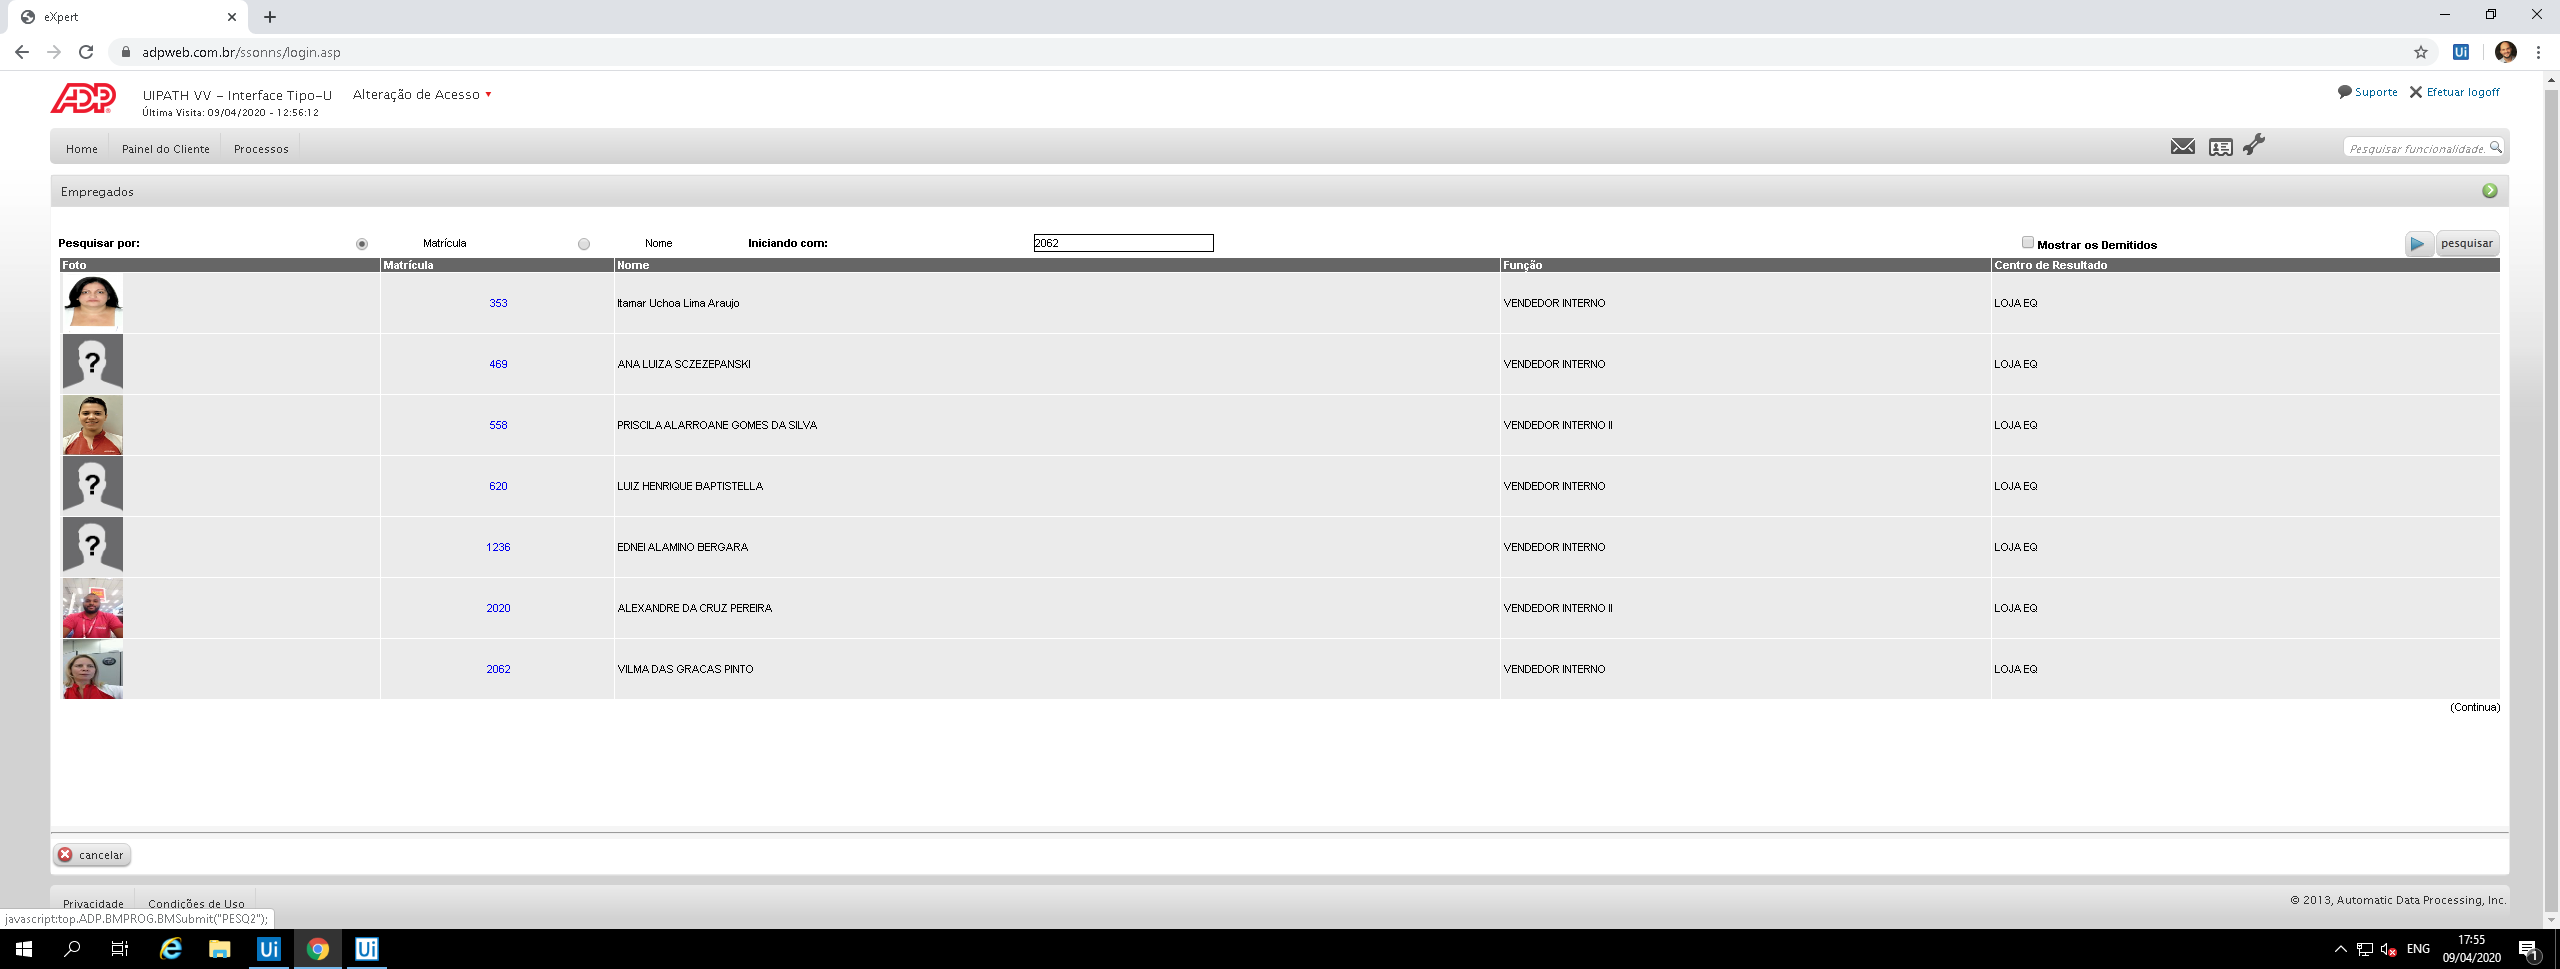 eXpert
adpweb.com.br/ssonns/login.asp
ADP
UIPATH VV - Interface Tipo-U
Alteração de Acesso
Última Visita: 09/04/2020 - 12:56:12
Suporte
Efetuar logoff
Home
Painel do Cliente
Processos
Pesquisar funcionalidade.
Empregados
Pesquisar por:
Matrícula
Nome
Iniciando com:
2062
Mostrar os Demitidos
pesquisar
Foto Matrícula Nome Função Centro de Resultado
353 Itamar Uchoa Lima Araujo VENDEDOR INTERNO LOJA EQ
469 ANA LUIZA SCZEZEPANSKI VENDEDOR INTERNO LOJA EQ
558 PRISCILA ALARROANE GOMES DA SILVA VENDEDOR INTERNO II LOJA EQ
620 LUIZ HENRIQUE BAPTISTELLA VENDEDOR INTERNO LOJA EQ
1236 EDNEI ALAMINO BERGARA VENDEDOR INTERNO LOJA EQ
2020 ALEXANDRE DA CRUZ PEREIRA VENDEDOR INTERNO II LOJA EQ
2062 VILMA DAS GRACAS PINTO VENDEDOR INTERNO LOJA EQ
(Continua)
cancelar
Privacidade
Condições de Uso
© 2013, Automatic Data Processing, Inc.
javascript:top.ADP.BMPROG.BMSubmit("PESQ2");
Ui
Ui
ENG
17:55
09/04/2020
1